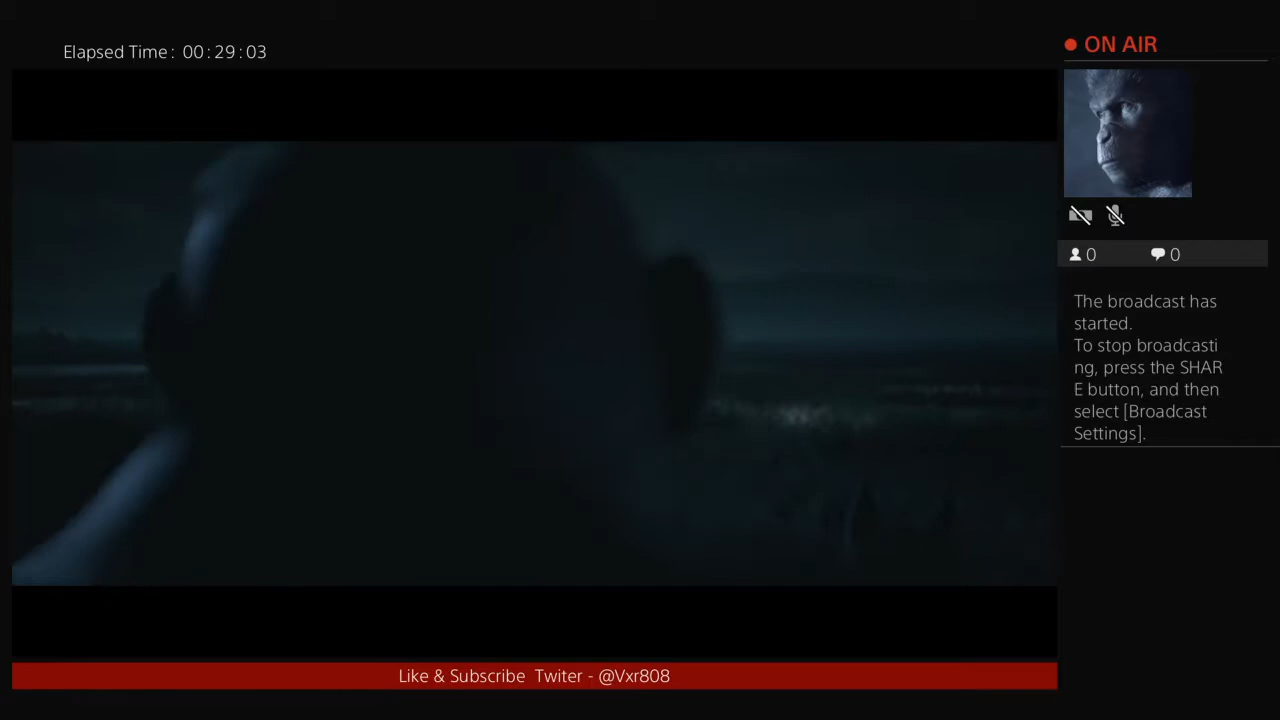 Elapsed Time: 00:29:03
ON AIR
0 0
The broadcast has
started.
To stop broadcasti
ng, press the SHAR
E button, and then
select [Broadcast
Settings].
Like & Subscribe Twiter - @Vxr808